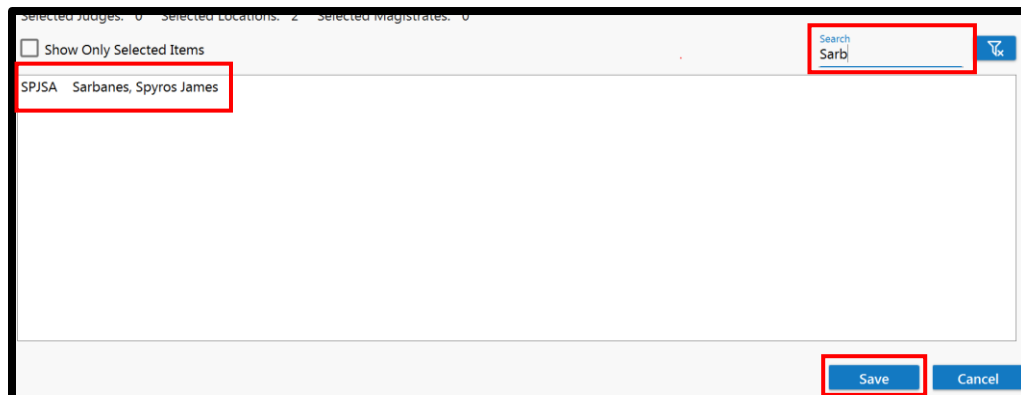 Selected Judges: 0 Selected Locations: 2 Selected Magistrates: 0
Show Only Selected Items
Search
Sarb
SPJSA Sarbanes, Spyros James
Save Cancel